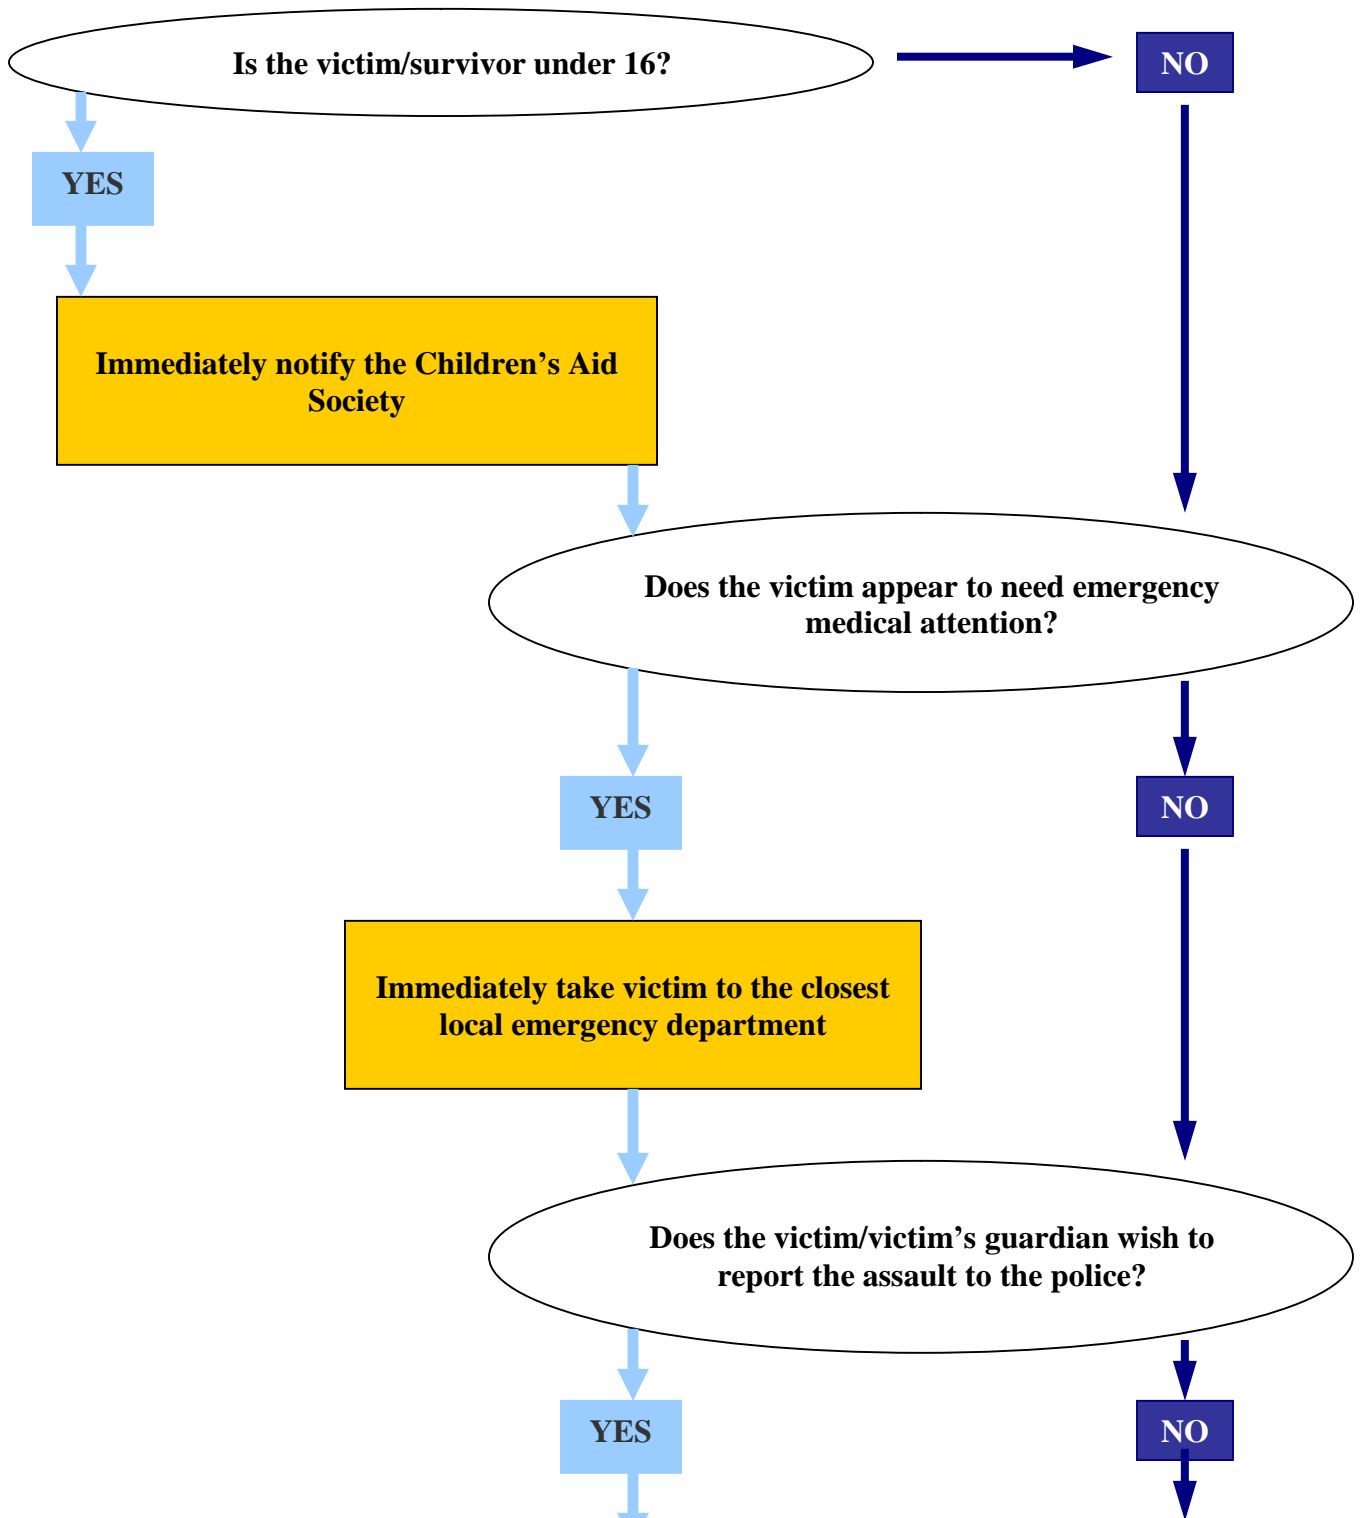 Is the victim/survivor under 16?
NO
YES
Immediately notify the Children’s Aid
Society
Does the victim appear to need emergency
medical attention?
YES
NO
Immediately take victim to the closest
local emergency department
Does the victim/victim’s guardian wish to
report the assault to the police?
YES
NO